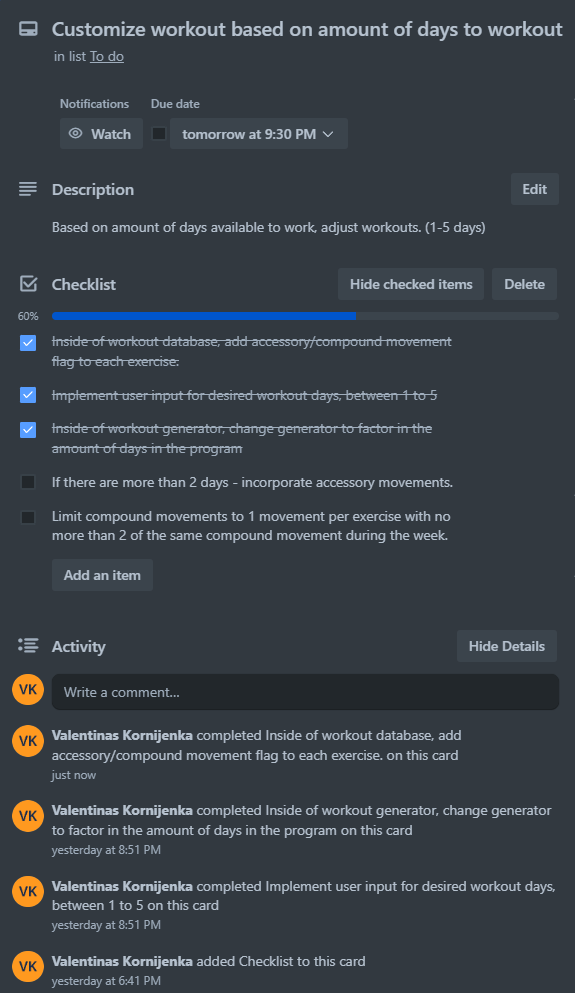 Customize workout based on amount of days to workout
in list To do
Notifications Due date
Watch tomorrow at 9:30 PM
Description Edit
Based on amount of days available to work, adjust workouts. (1-5 days)
Checklist Hide checked items Delete
60%
Inside of workout database, add accessory/compound movement
flag to each exercise.
Implement user input for desired workout days, between 1 to 5
Inside of workout generator, change generator to factor in the
amount of days in the program
If there are more than 2 days - incorporate accessory movements.
Limit compound movements to 1 movement per exercise with no
more than 2 of the same compound movement during the week.
Add an item
Activity Hide Details
VK Write a comment...
VK Valentinas Kornijenka completed Inside of workout database, add
accessory/compound movement flag to each exercise. on this card
just now
VK Valentinas Kornijenka completed Inside of workout generator, change generator
to factor in the amount of days in the program on this card
yesterday at 8:51 PM
VK Valentinas Kornijenka completed Implement user input for desired workout days,
between 1 to 5 on this card
yesterday at 8:51 PM
VK Valentinas Kornijenka added Checklist to this card
yesterday at 6:41 PM